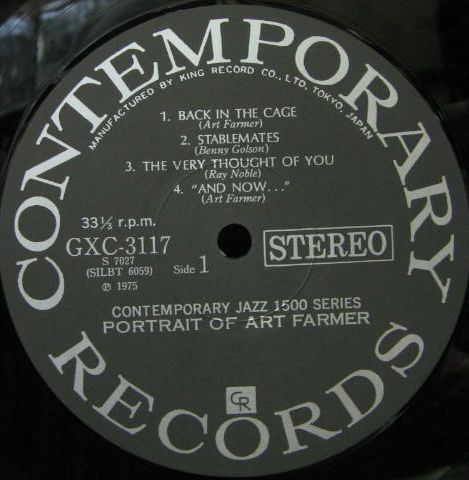 CONTEMPORARY
MANUFACTURED BY KING RECORD CO., LTD, TOKYO, JAPAN
1. BACK IN THE CAGE
(Art Farmer)
2. STABLEMATES
(Benny Golson)
3. THE VERY THOUGHT OF YOU
(Ray Noble)
4. “AND NOW...”
(Art Farmer)
33⅓ r.p.m.
GXC-3117
STEREO
S 7027
(SILBT 6059)
Side 1
℗ 1975
CONTEMPORARY JAZZ 1500 SERIES
PORTRAIT OF ART FARMER
CR
RECORDS